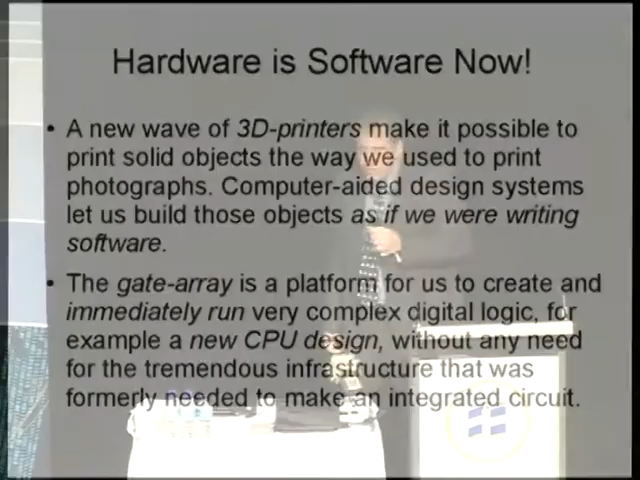 Hardware is Software Now!
• A new wave of 3D-printers make it possible to
print solid objects the way we used to print
photographs. Computer-aided design systems
let us build those objects as if we were writing
software.
• The gate-array is a platform for us to create and
immediately run very complex digital logic, for
example a new CPU design, without any need
for the tremendous infrastructure that was
formerly needed to make an integrated circuit.